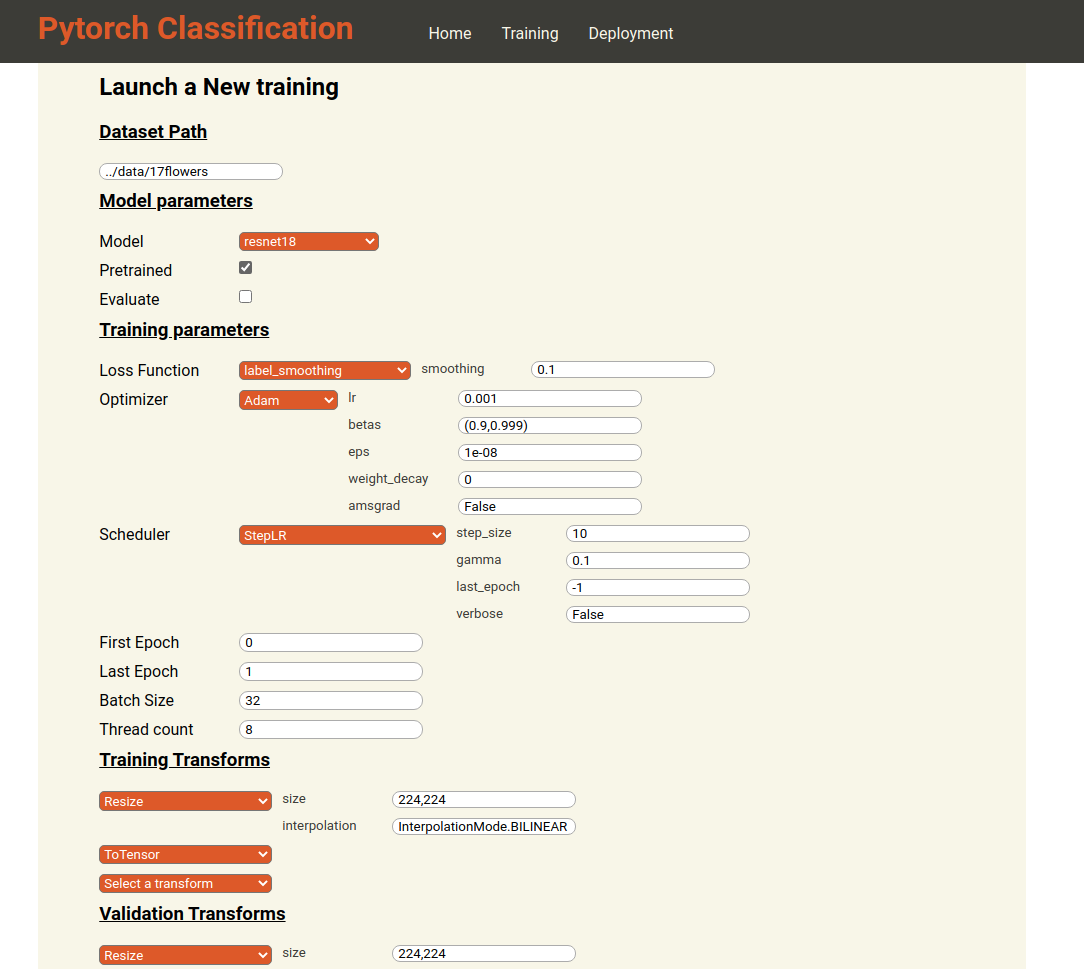 Pytorch Classification Home Training Deployment
Launch a New training
Dataset Path
../data/17flowers
Model parameters
Model resnet18
Pretrained
Evaluate
Training parameters
Loss Function label_smoothing smoothing 0.1
Optimizer Adam lr 0.001
betas (0.9,0.999)
eps 1e-08
weight_decay 0
amsgrad False
Scheduler StepLR step_size 10
gamma 0.1
last_epoch -1
verbose False
First Epoch 0
Last Epoch 1
Batch Size 32
Thread count 8
Training Transforms
Resize size 224,224
interpolation InterpolationMode.BILINEAR
ToTensor
Select a transform
Validation Transforms
Resize size 224,224